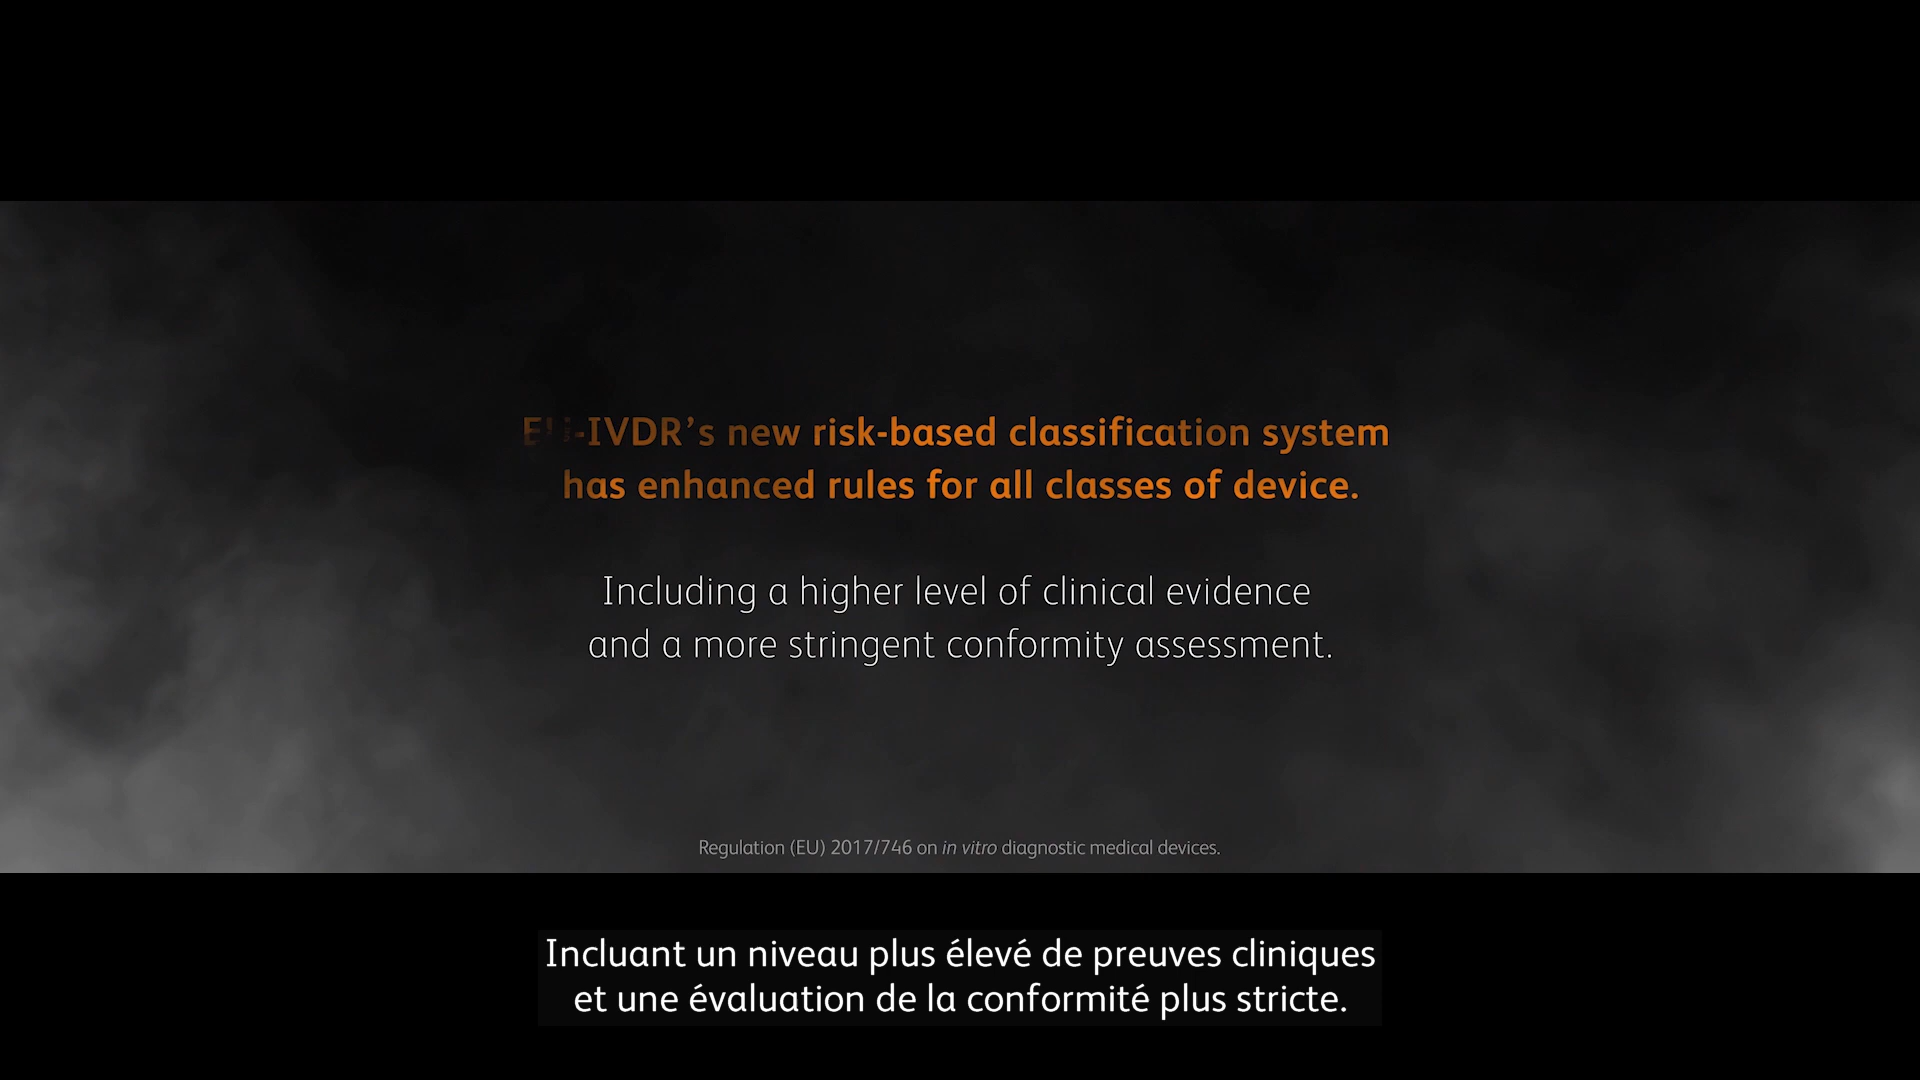 EU-IVDR’s new risk-based classification system
has enhanced rules for all classes of device.
Including a higher level of clinical evidence
and a more stringent conformity assessment.
Regulation (EU) 2017/746 on in vitro diagnostic medical devices.
Incluant un niveau plus élevé de preuves cliniques
et une évaluation de la conformité plus stricte.